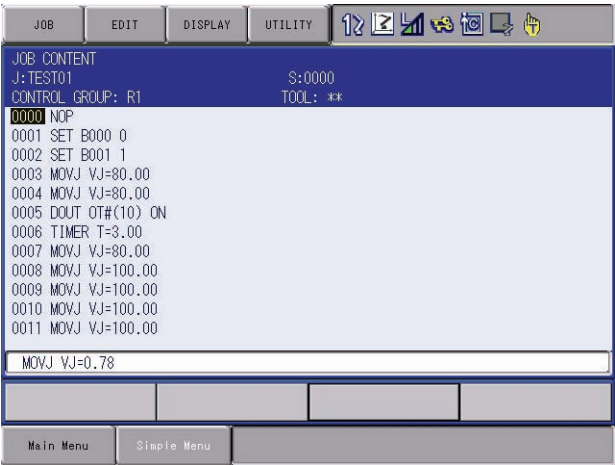 JOB EDIT DISPLAY UTILITY
JOB CONTENT
J:TEST01 S:0000
CONTROL GROUP: R1 TOOL: **
0000 NOP
0001 SET B000 0
0002 SET B001 1
0003 MOVJ VJ=80.00
0004 MOVJ VJ=80.00
0005 DOUT OT#(10) ON
0006 TIMER T=3.00
0007 MOVJ VJ=80.00
0008 MOVJ VJ=100.00
0009 MOVJ VJ=100.00
0010 MOVJ VJ=100.00
0011 MOVJ VJ=100.00
MOVJ VJ=0.78
Main Menu Simple Menu